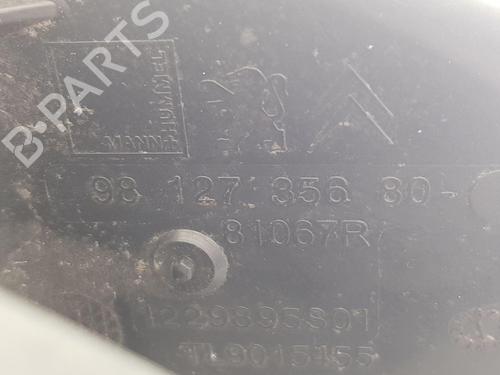 MANN+
HUMMEL
98 127 356 80-
81067R
1229895S01
TL9015155
B-PARTS